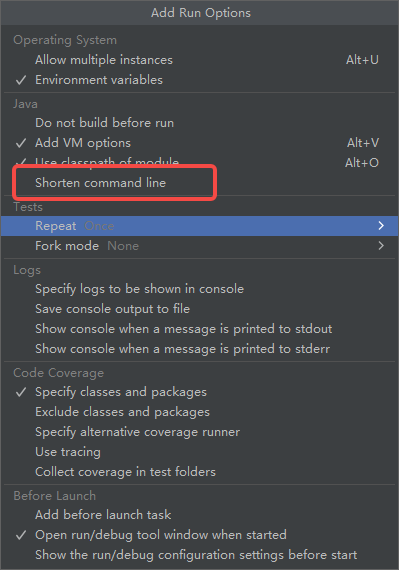 Add Run Options
Operating System
Allow multiple instances Alt+U
Environment variables
Java
Do not build before run
Add VM options Alt+V
Use classpath of module Alt+O
Shorten command line
Tests
Repeat Once
Fork mode None
Logs
Specify logs to be shown in console
Save console output to file
Show console when a message is printed to stdout
Show console when a message is printed to stderr
Code Coverage
Specify classes and packages
Exclude classes and packages
Specify alternative coverage runner
Use tracing
Collect coverage in test folders
Before Launch
Add before launch task
Open run/debug tool window when started
Show the run/debug configuration settings before start